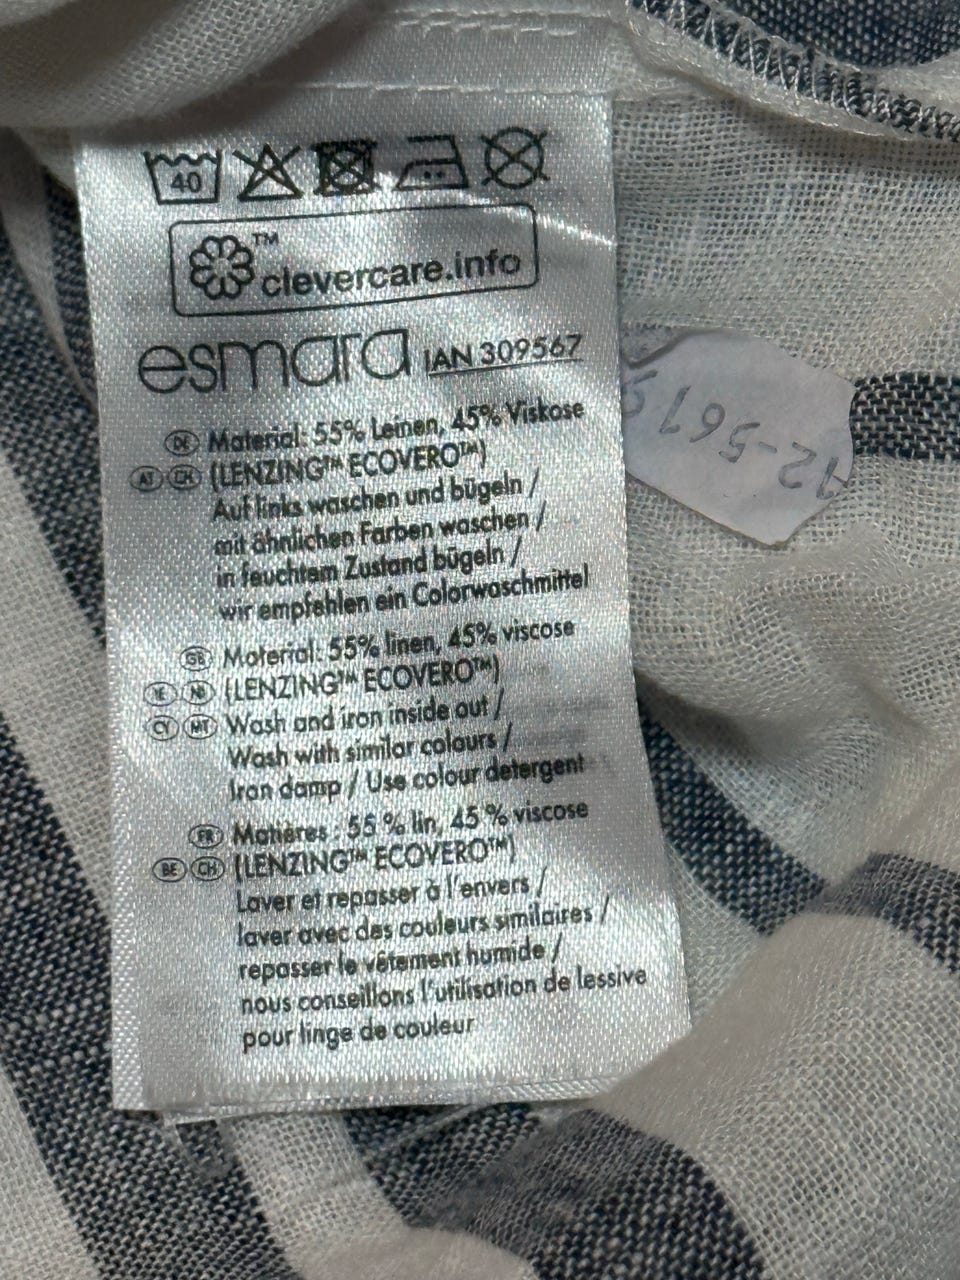 40
™
clevercare.info
esmara IAN 309567
DE Material: 55% Leinen, 45% Viskose
AT CH (LENZING™ ECOVERO™)
Auf links waschen und bügeln /
mit ähnlichen Farben waschen /
in feuchtem Zustand bügeln /
wir empfehlen ein Colorwaschmittel
GB Material: 55% linen, 45% viscose
IE NI (LENZING™ ECOVERO™)
CY MT Wash and iron inside out /
Wash with similar colours /
Iron damp / Use colour detergent
FR Matières : 55 % lin, 45 % viscose
BE CH (LENZING™ ECOVERO™)
Laver et repasser à l'envers /
laver avec des couleurs similaires /
repasser le vêtement humide /
nous conseillons l'utilisation de lessive
pour linge de couleur